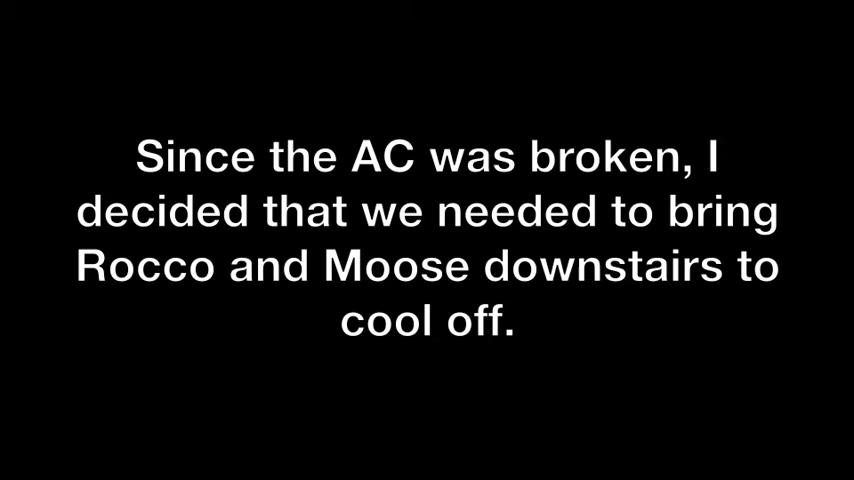 Since the AC was broken, I
decided that we needed to bring
Rocco and Moose downstairs to
cool off.